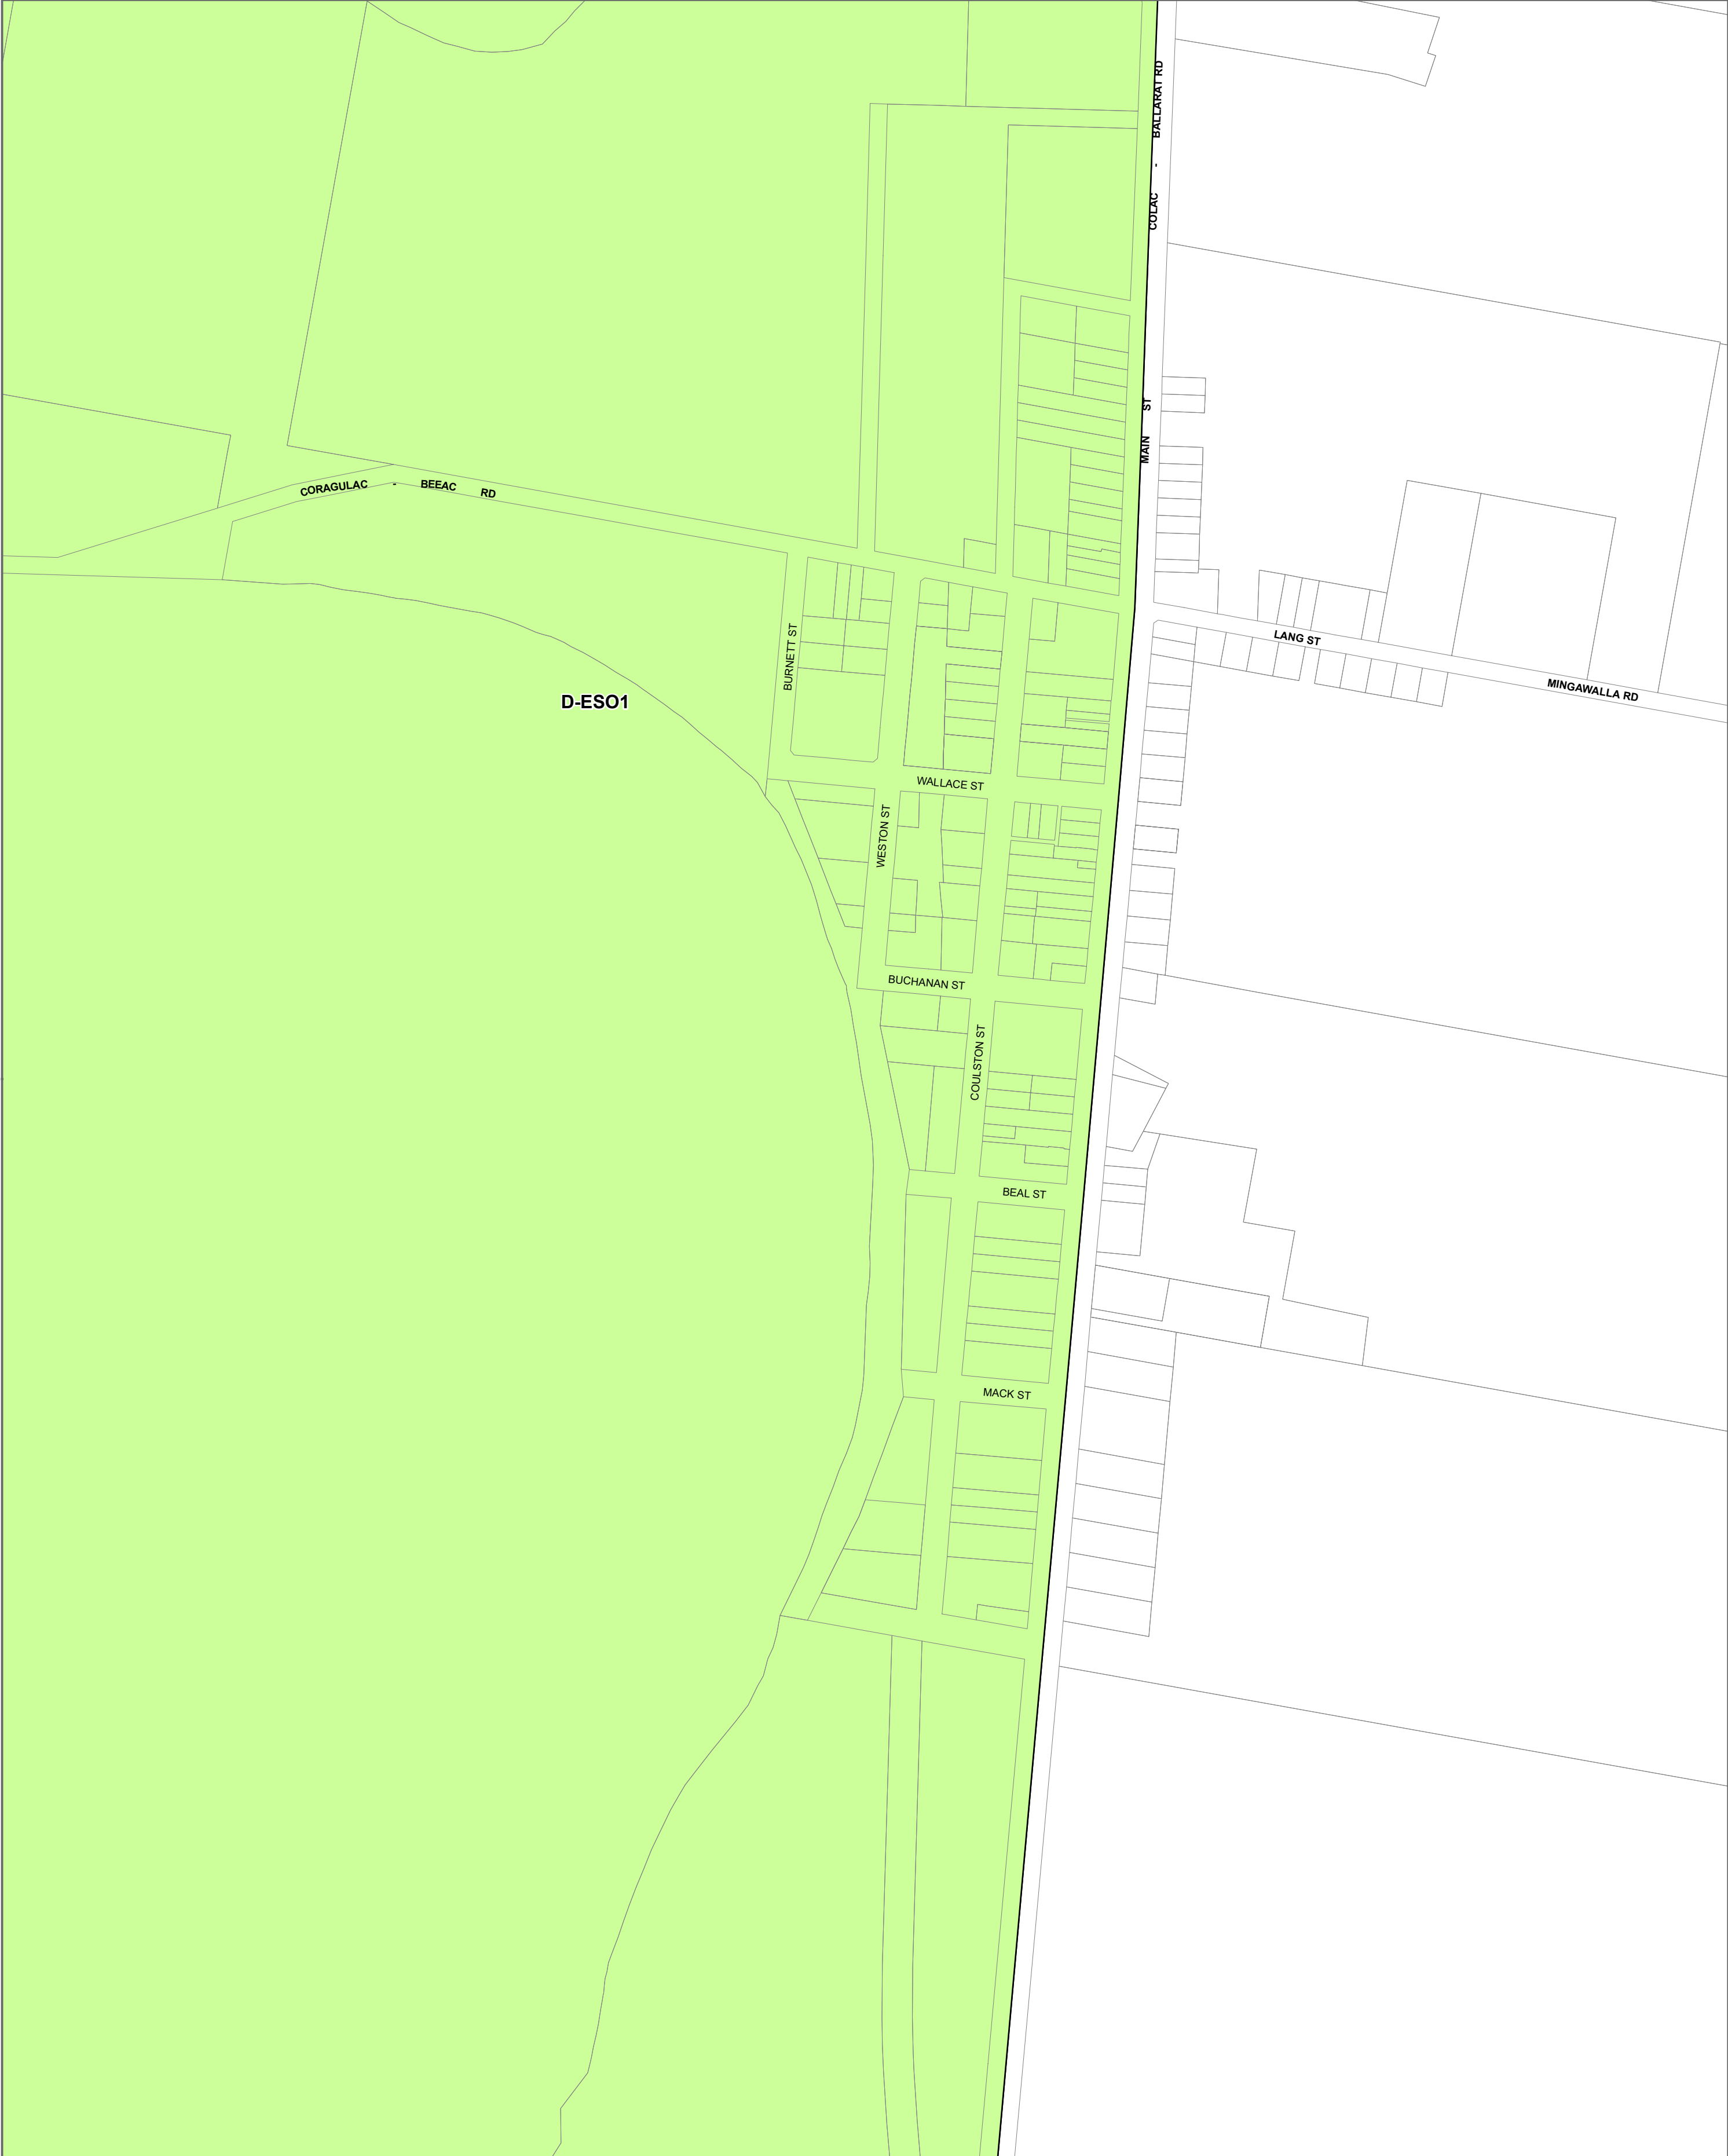 COLAC - BALLARAT RD
MAIN ST
CORAGULAC - BEEAC RD
LANG ST
BURNETT ST
MINGAWALLA RD
D-ESO1
WALLACE ST
WESTON ST
BUCHANAN ST
COULSTON ST
BEAL ST
MACK ST